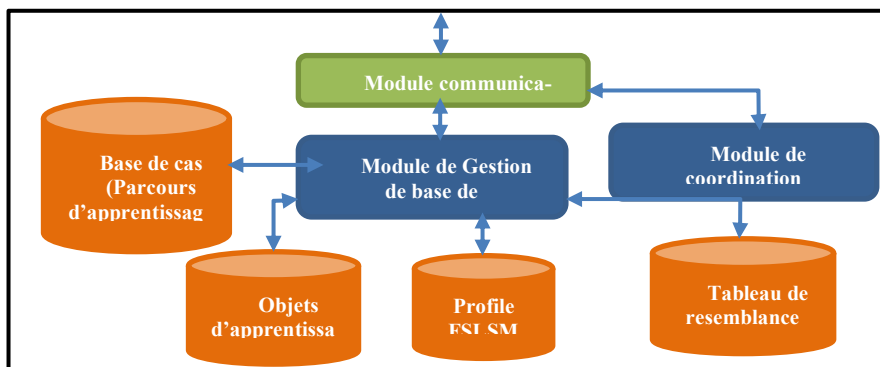 Module communica-
Base de cas
(Parcours
d'apprentissag
Module de Gestion
de base de
Module de
coordination
Objets
d'apprentissa
Profile
FSLSM
Tableau de
resemblance